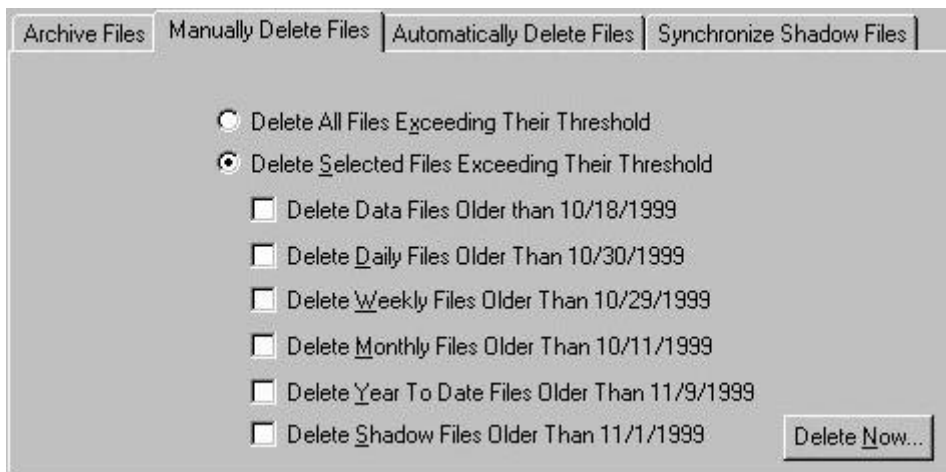 Archive Files Manually Delete Files Automatically Delete Files Synchronize Shadow Files
Delete All Files Exceeding Their Threshold
Delete Selected Files Exceeding Their Threshold
Delete Data Files Older than 10/18/1999
Delete Daily Files Older Than 10/30/1999
Delete Weekly Files Older Than 10/29/1999
Delete Monthly Files Older Than 10/11/1999
Delete Year To Date Files Older Than 11/9/1999
Delete Shadow Files Older Than 11/1/1999
Delete Now...